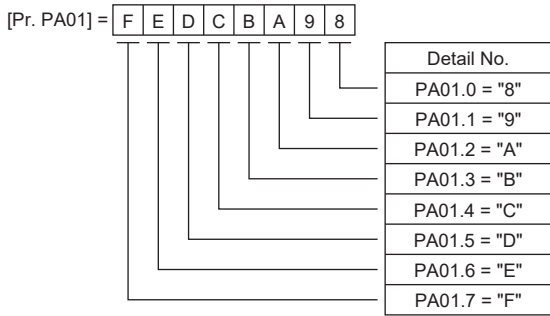 [Pr. PA01] = F E D C B A 9 8
Detail No.
PA01.0 = "8"
PA01.1 = "9"
PA01.2 = "A"
PA01.3 = "B"
PA01.4 = "C"
PA01.5 = "D"
PA01.6 = "E"
PA01.7 = "F"